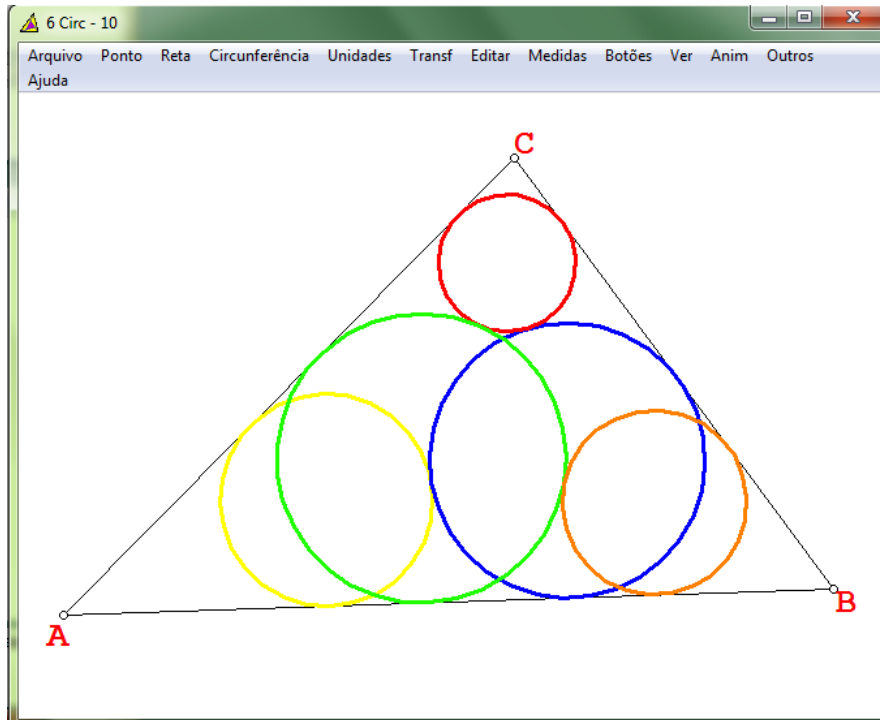 6 Circ - 10
Arquivo Ponto Reta Circunferência Unidades Transf Editar Medidas Botões Ver Anim Outros
Ajuda
C
A
B